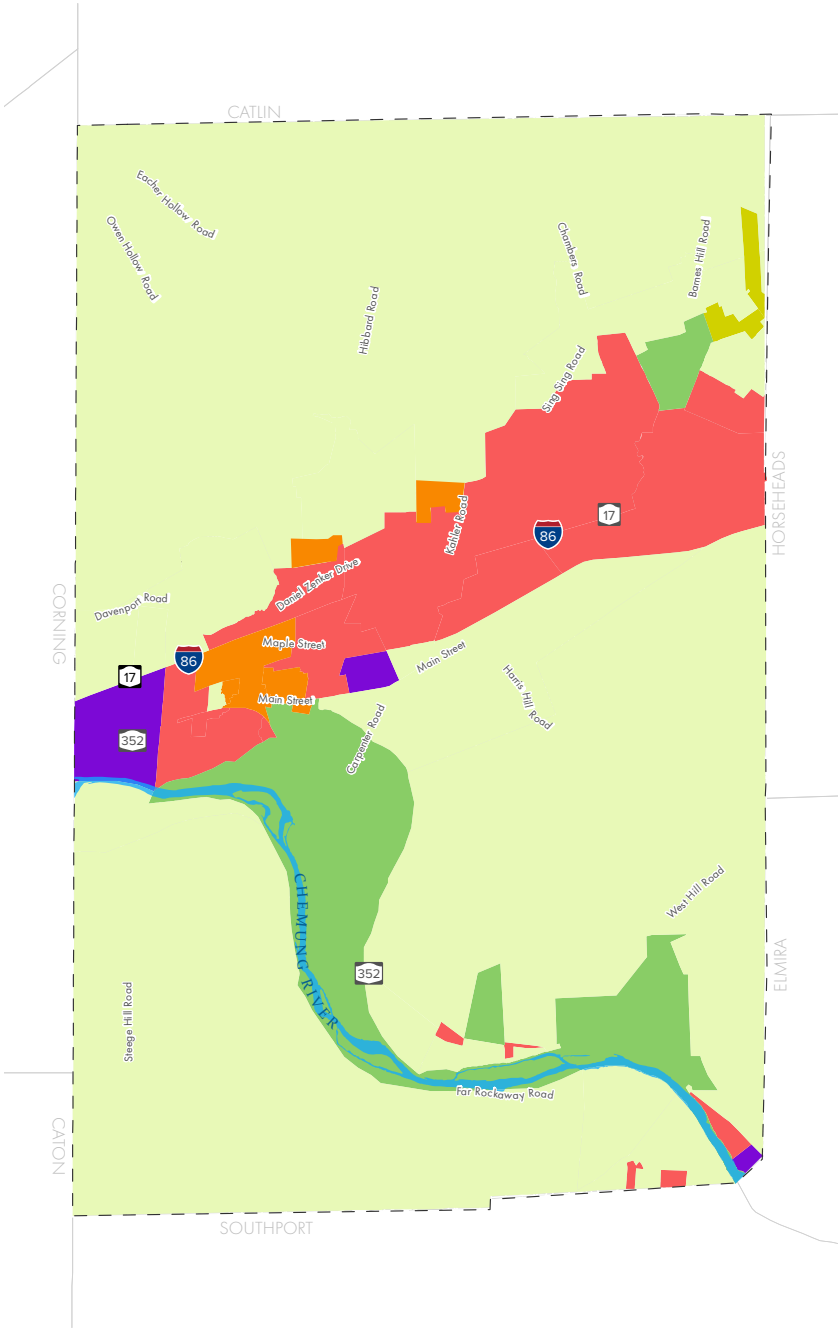 CATLIN
Eacher Hollow Road
Owen Hollow Road
Chambers Road
Barnes Hill Road
Hibbard Road
Sing Sing Road
HORSEHEADS
Kahler Road
17
86
Daniel Zenker Drive
Davenport Road
CORNING
Maple Street
86
Main Street
17
Harris Hill Road
Main Street
Carpenter Road
352
West Hill Road
CHEMUNG RIVER
ELMIRA
352
Steege Hill Road
Far Rockaway Road
CATON
SOUTHPORT